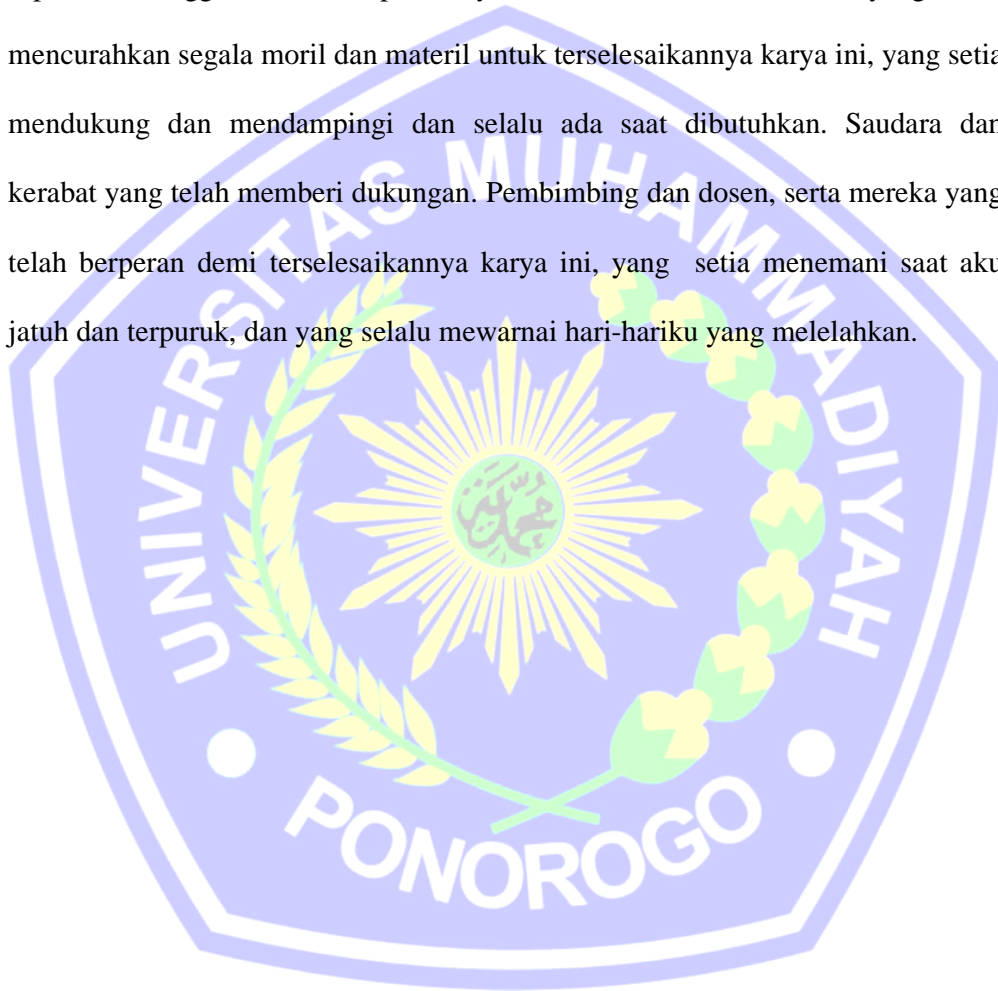 mencurahkan segala moril dan materil untuk terselesaikannya karya ini, yang setia
mendukung dan mendampingi dan selalu ada saat dibutuhkan. Saudara dan
kerabat yang telah memberi dukungan. Pembimbing dan dosen, serta mereka yang
telah berperan demi terselesaikannya karya ini, yang setia menemani saat aku
jatuh dan terpuruk, dan yang selalu mewarnai hari-hariku yang melelahkan.
UNIVERSITAS MUHAMMADIYAH
PONOROGO